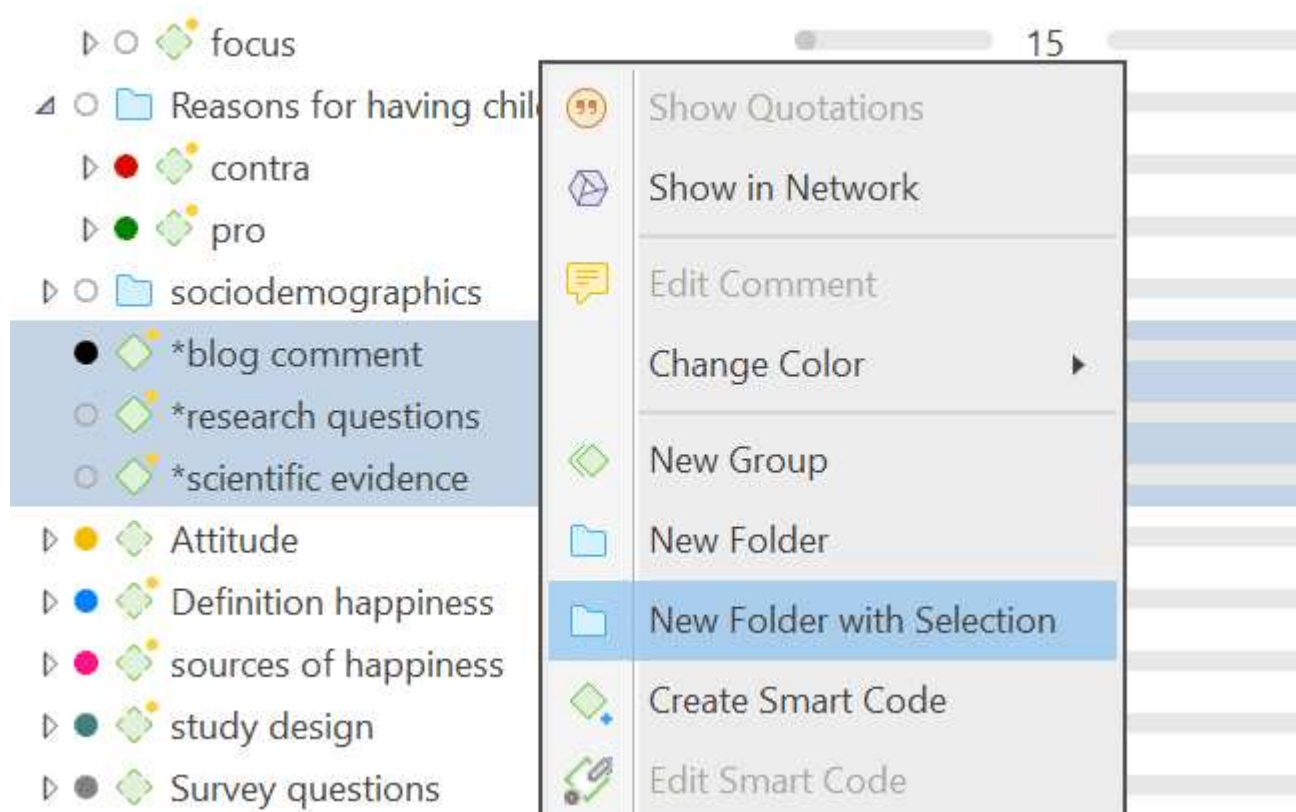 focus
15
Reasons for having chil
contra
pro
sociodemographics
*blog comment
*research questions
*scientific evidence
Attitude
Definition happiness
sources of happiness
study design
Survey questions
Show Quotations
Show in Network
Edit Comment
Change Color
New Group
New Folder
New Folder with Selection
Create Smart Code
Edit Smart Code